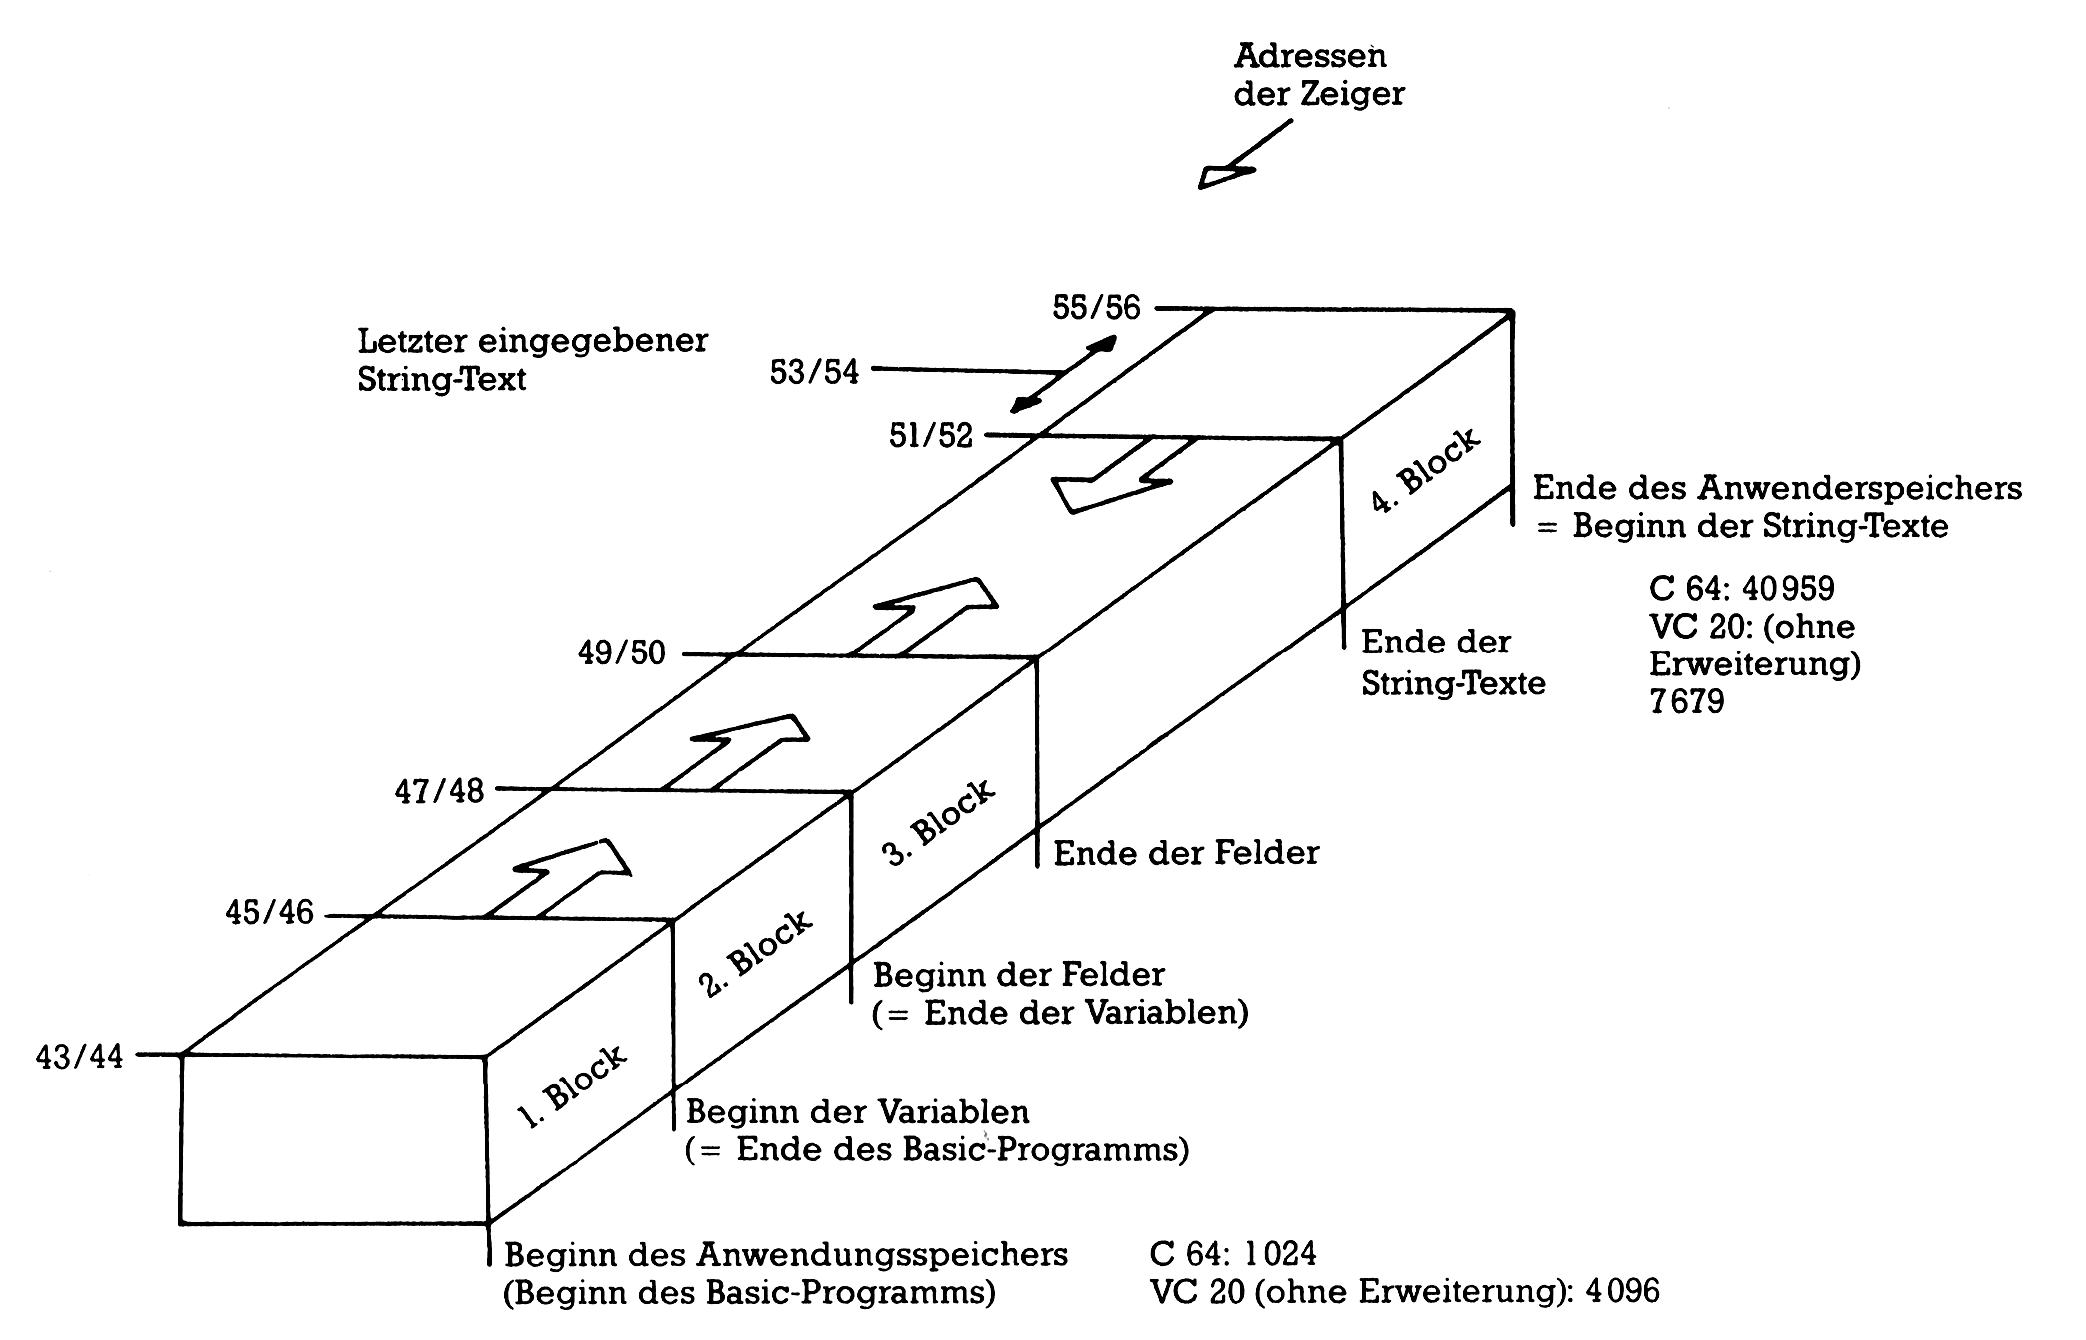 Adressen
der Zeiger
55/56
Letzter eingegebener
String-Text
53/54
51/52
4. Block
Ende des Anwenderspeichers
= Beginn der String-Texte
C 64: 40959
VC 20: (ohne
Erweiterung)
7679
49/50
Ende der
String-Texte
47/48
3. Block
Ende der Felder
45/46
2. Block
Beginn der Felder
(= Ende der Variablen)
43/44
1. Block
Beginn der Variablen
(= Ende des Basic-Programms)
Beginn des Anwendungsspeichers
(Beginn des Basic-Programms)
C 64: 1024
VC 20 (ohne Erweiterung): 4096